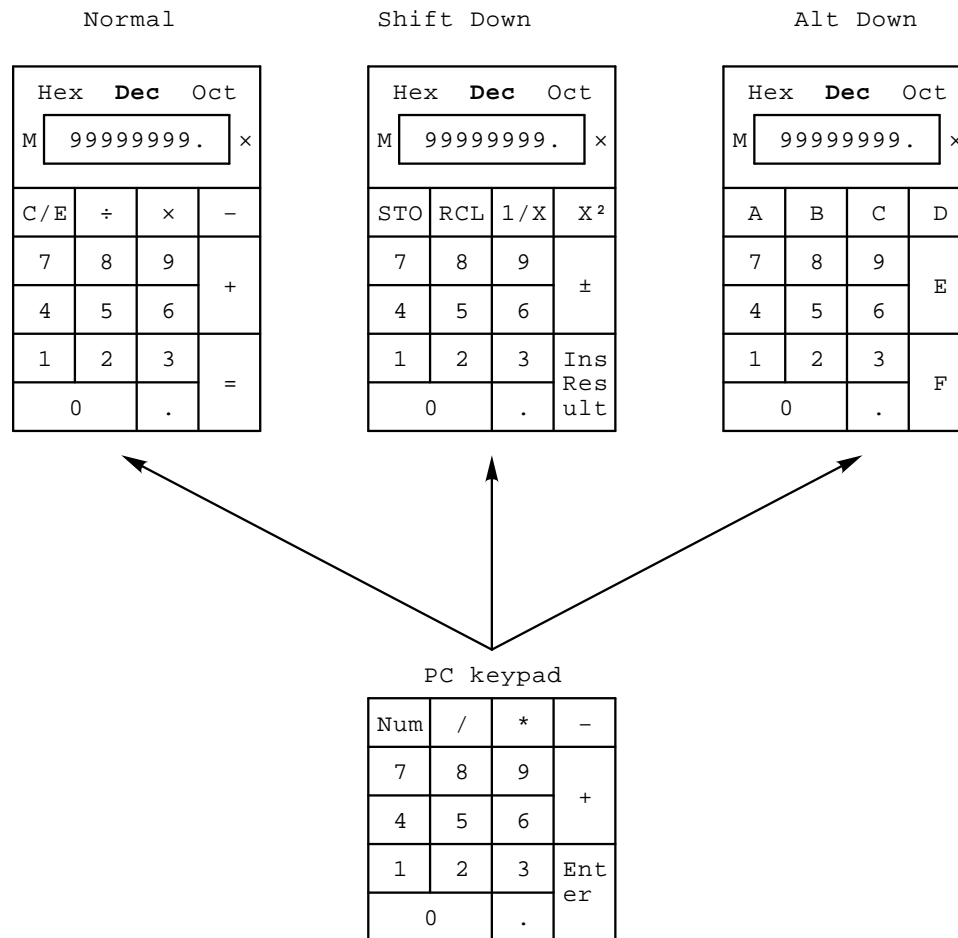 Normal Shift Down Alt Down
Hex Dec Oct Hex Dec Oct Hex Dec Oct
M 99999999. × M 99999999. × M 99999999. ×
C/E ÷ × − STO RCL 1/X X² A B C D
7 8 9 7 8 9 7 8 9
+ ± E
4 5 6 4 5 6 4 5 6
1 2 3 1 2 3 Ins 1 2 3
= Res F
0 . 0 . ult 0 .
PC keypad
Num / * −
7 8 9
+
4 5 6
1 2 3 Ent
er
0 .